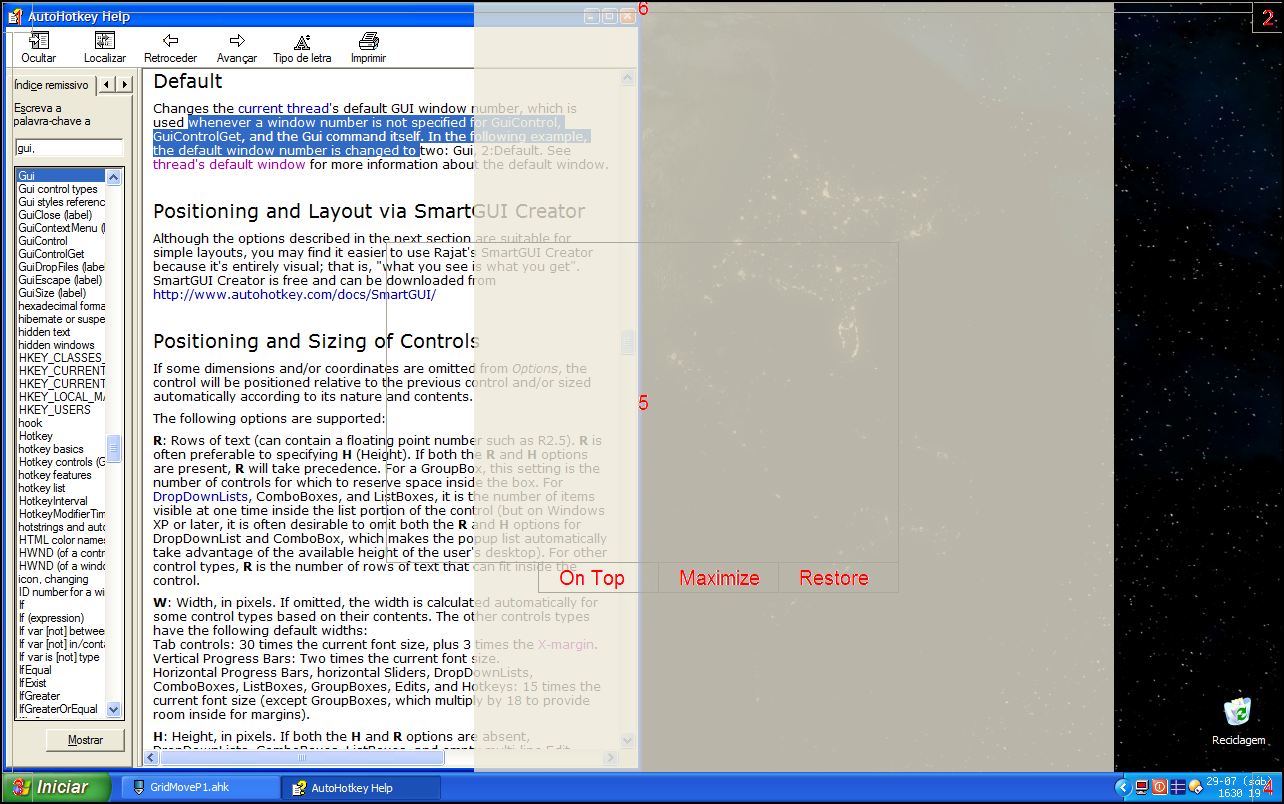 AutoHotkey Help
6
2
Ocultar Localizar Retroceder Avançar Tipo de letra Imprimir
Índice remissivo
Escreva a
palavra-chave a
gui,
Gui
Gui control types
Gui styles referenc
GuiClose (label)
GuiContextMenu (l
GuiControl
GuiControlGet
GuiDropFiles (labe
GuiEscape (label)
GuiSize (label)
hexadecimal forma
hibernate or suspe
hidden text
hidden windows
HKEY_CLASSES_
HKEY_CURRENT
HKEY_CURRENT
HKEY_LOCAL_MA
HKEY_USERS
hook
Hotkey
hotkey basics
Hotkey controls (G
hotkey features
hotkey list
HotkeyInterval
HotkeyModifierTim
hotstrings and auto
HTML color names
HWND (of a contr
HWND (of a windo
icon, changing
ID number for a wi
If
If (expression)
If var [not] betwee
If var [not] in/conta
If var is [not] type
IfEqual
IfExist
IfGreater
IfGreaterOrEqual
Mostrar
Default
Changes the current thread's default GUI window number, which is
used whenever a window number is not specified for GuiControl,
GuiControlGet, and the Gui command itself. In the following example,
the default window number is changed to two: Gui, 2:Default. See
thread's default window for more information about the default window.
Positioning and Layout via SmartGUI Creator
Although the options described in the next section are suitable for
simple layouts, you may find it easier to use Rajat's SmartGUI Creator
because it's entirely visual; that is, "what you see is what you get".
SmartGUI Creator is free and can be downloaded from
http://www.autohotkey.com/docs/SmartGUI/
Positioning and Sizing of Controls
If some dimensions and/or coordinates are omitted from Options, the
control will be positioned relative to the previous control and/or sized
automatically according to its nature and contents.
5
The following options are supported:
R: Rows of text (can contain a floating point number such as R2.5). R is
often preferable to specifying H (Height). If both the R and H options
are present, R will take precedence. For a GroupBox, this setting is the
number of controls for which to reserve space inside the box. For
DropDownLists, ComboBoxes, and ListBoxes, it is the number of items
visible at one time inside the list portion of the control (but on Windows
XP or later, it is often desirable to omit both the R and H options for
DropDownList and ComboBox, which makes the popup list automatically
take advantage of the available height of the user's desktop). For other
control types, R is the number of rows of text that can fit inside the
control.
On Top Maximize Restore
W: Width, in pixels. If omitted, the width is calculated automatically for
some control types based on their contents. The other controls types
have the following default widths:
Tab controls: 30 times the current font size, plus 3 times the X-margin.
Vertical Progress Bars: Two times the current font size.
Horizontal Progress Bars, horizontal Sliders, DropDownLists,
ComboBoxes, ListBoxes, GroupBoxes, Edits, and Hotkeys: 15 times the
current font size (except GroupBoxes, which multiply by 18 to provide
room inside for margins).
H: Height, in pixels. If both the H and R options are absent,
DropDownLists, ComboBoxes, ListBoxes, and empty multi-line Edit
Reciclagem
Iniciar
GridMoveP1.ahk
AutoHotkey Help
29-07 (sáb)
1630 19
4